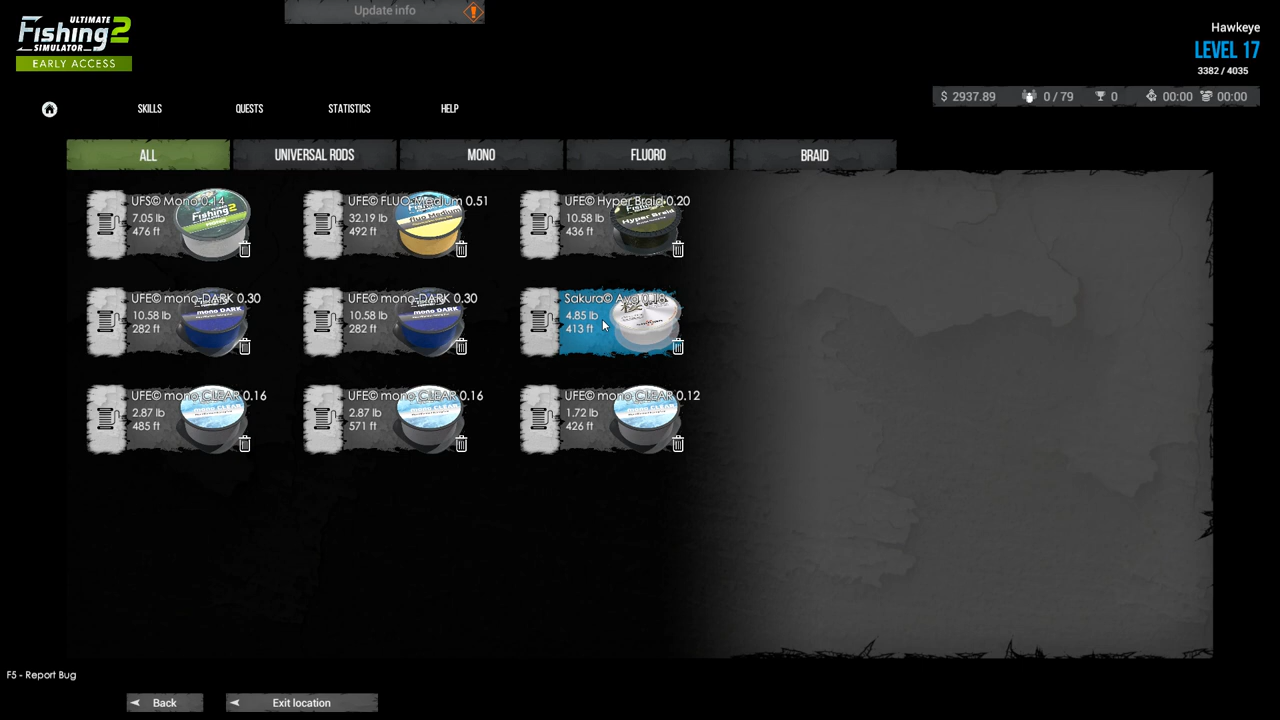 Update info
ULTIMATE
Fishing 2
SIMULATOR
EARLY ACCESS
Hawkeye
LEVEL 17
3382 / 4035
$ 2937.89 0 / 79 0 00:00 00:00
SKILLS QUESTS STATISTICS HELP
ALL UNIVERSAL RODS MONO FLUORO BRAID
UFS© Mono 0.14
7.05 lb
476 ft
UFE© FLUO-Medium 0.51
32.19 lb
492 ft
UFE© Hyper Braid 0.20
10.58 lb
436 ft
UFE© mono DARK 0.30
10.58 lb
282 ft
UFE© mono DARK 0.30
10.58 lb
282 ft
Sakura©
4.85 lb
413 ft
UFE© mono CLEAR 0.16
2.87 lb
485 ft
UFE© mono CLEAR 0.16
2.87 lb
571 ft
UFE© mono CLEAR 0.12
1.72 lb
426 ft
F5 - Report Bug
Back Exit location